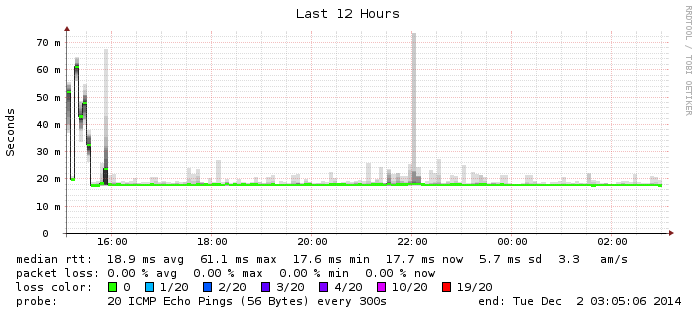 Last 12 Hours
RRDTOOL / TOBI OETIKER
Seconds
70 m
60 m
50 m
40 m
30 m
20 m
10 m
0
16:00 18:00 20:00 22:00 00:00 02:00
median rtt: 18.9 ms avg 61.1 ms max 17.6 ms min 17.7 ms now 5.7 ms sd 3.3 am/s
packet loss: 0.00 % avg 0.00 % max 0.00 % min 0.00 % now
loss color: 0 1/20 2/20 3/20 4/20 10/20 19/20
probe: 20 ICMP Echo Pings (56 Bytes) every 300s end: Tue Dec 2 03:05:06 2014